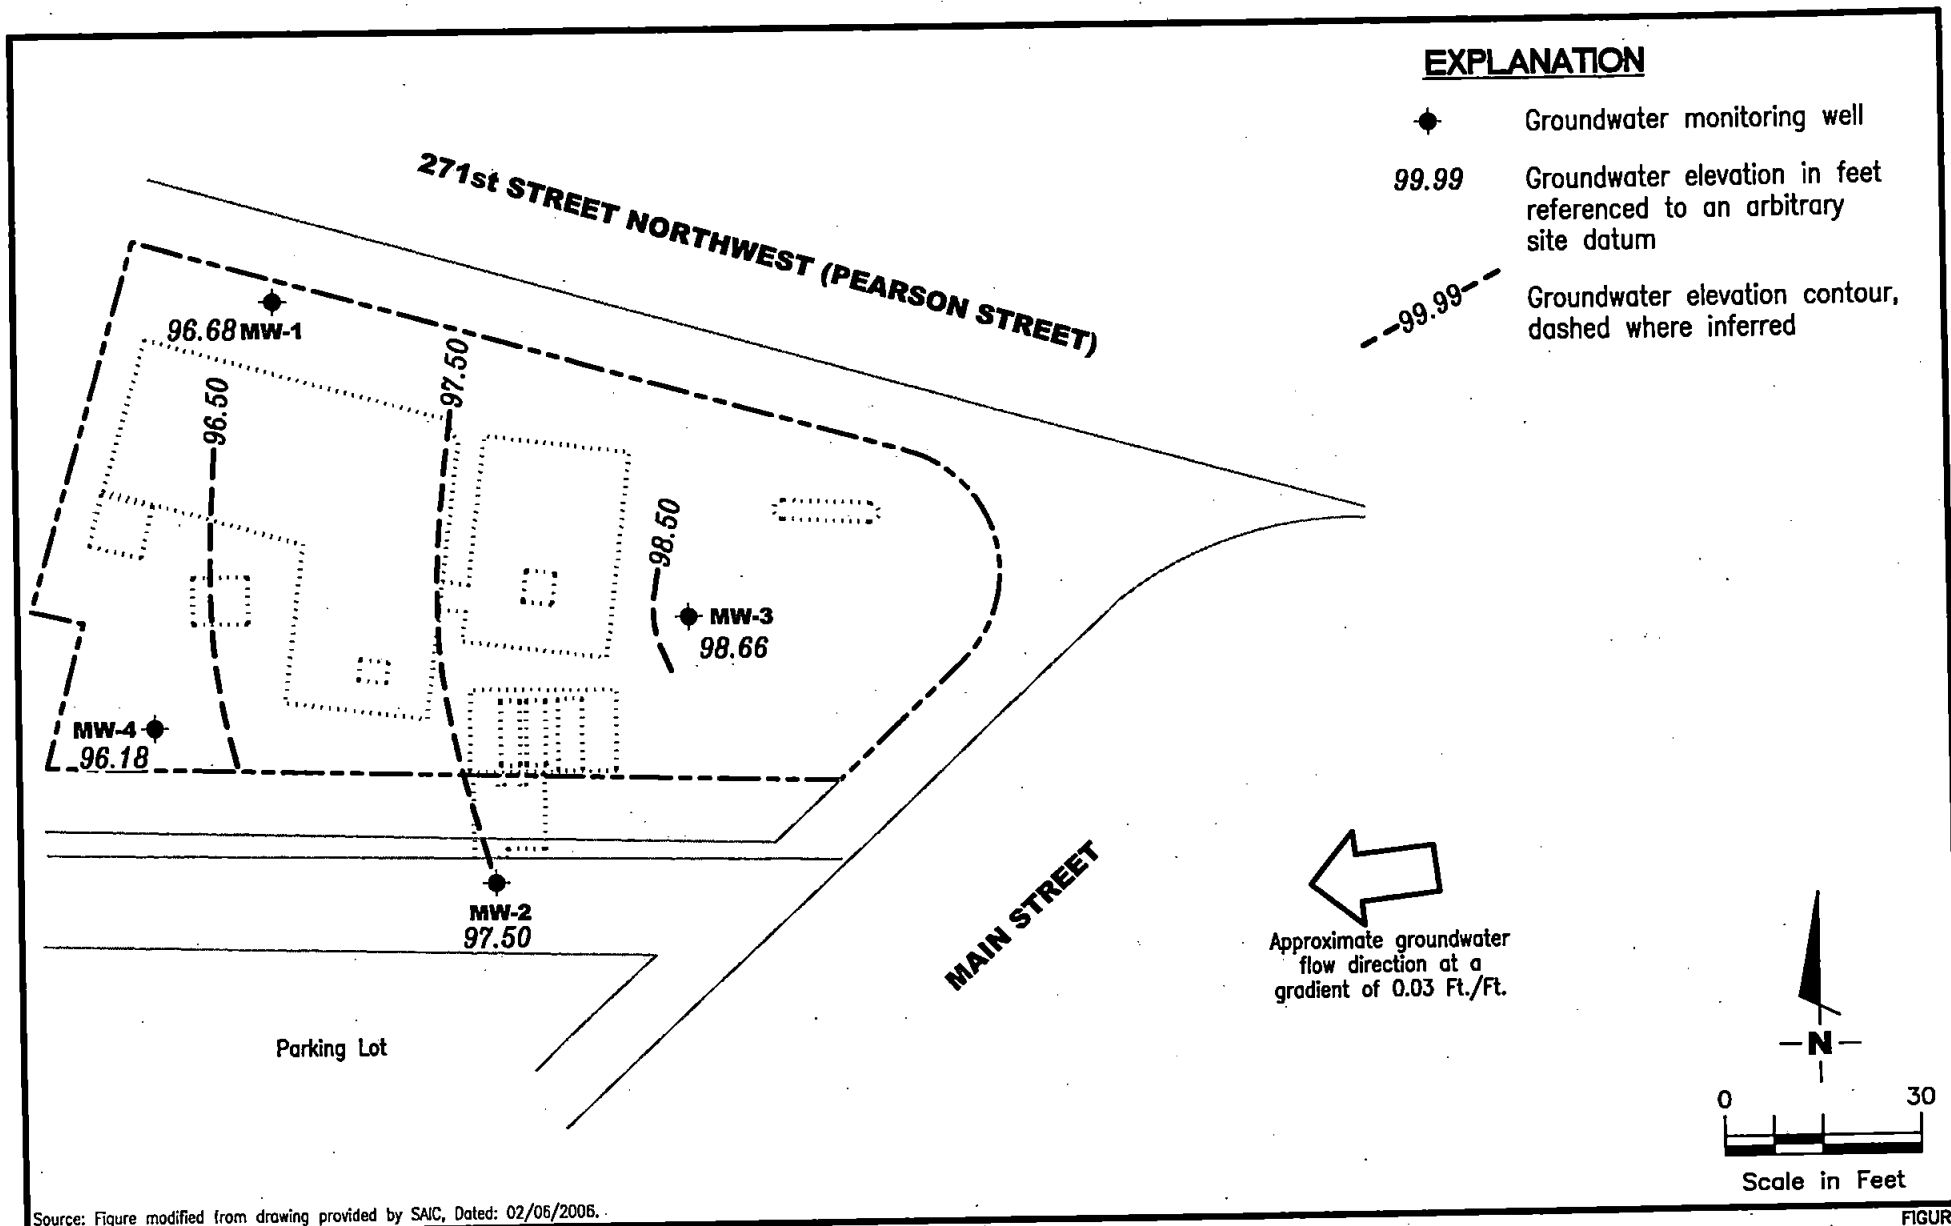 EXPLANATION
Groundwater monitoring well
99.99
Groundwater elevation in feet
referenced to an arbitrary
site datum
99.99
Groundwater elevation contour,
dashed where inferred
271st STREET NORTHWEST (PEARSON STREET)
96.68 MW-1
96.50
97.50
98.50
MW-3
98.66
MW-4
96.18
MW-2
97.50
MAIN STREET
Approximate groundwater
flow direction at a
gradient of 0.03 Ft./Ft.
Parking Lot
N
0 30
Scale in Feet
Source: Figure modified from drawing provided by SAIC, Dated: 02/06/2006.
FIGUR